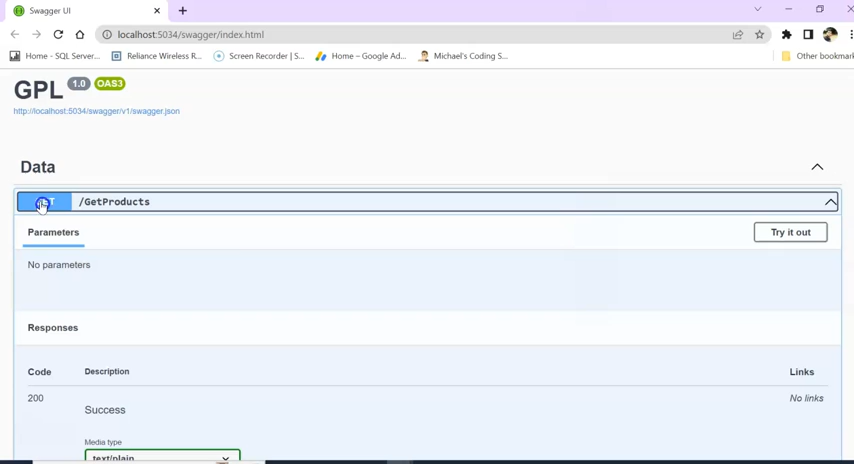 Swagger UI
localhost:5034/swagger/index.html
Home - SQL Server...
Reliance Wireless R...
Screen Recorder | S...
Home – Google Ad...
Michael's Coding S...
Other bookmark
GPL 1.0 OAS3
http://localhost:5034/swagger/v1/swagger.json
Data
/GetProducts
Parameters
Try it out
No parameters
Responses
Code Description Links
200
Success
No links
Media type
text/plain